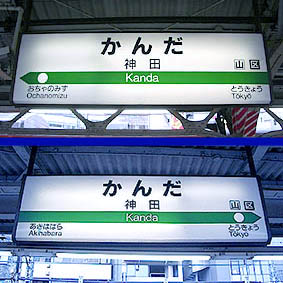 かんだ
神田
山 区
Kanda
おちゃのみず とうきょう
Ochanomizu Tōkyō
かんだ
神田
山 区
Kanda
あきはばら とうきょう
Akihabara Tōkyō